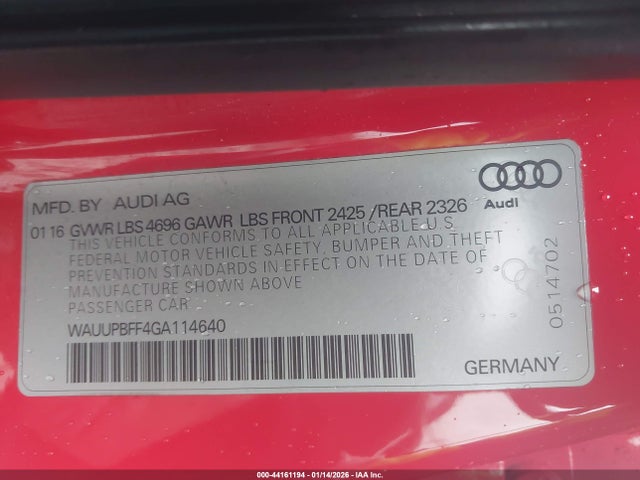 MFD. BY AUDI AG
Audi
01 16 GVWR LBS 4696 GAWR LBS FRONT 2425 /REAR 2326
THIS VEHICLE CONFORMS TO ALL APPLICABLE U.S
FEDERAL MOTOR VEHICLE SAFETY, BUMPER AND THEFT
PREVENTION STANDARDS IN EFFECT ON THE DATE OF
MANUFACTURE SHOWN ABOVE
PASSENGER CAR
WAUUPBFF4GA114640
0514702
GERMANY
000-44161194 - 01/14/2026 - IAA Inc.